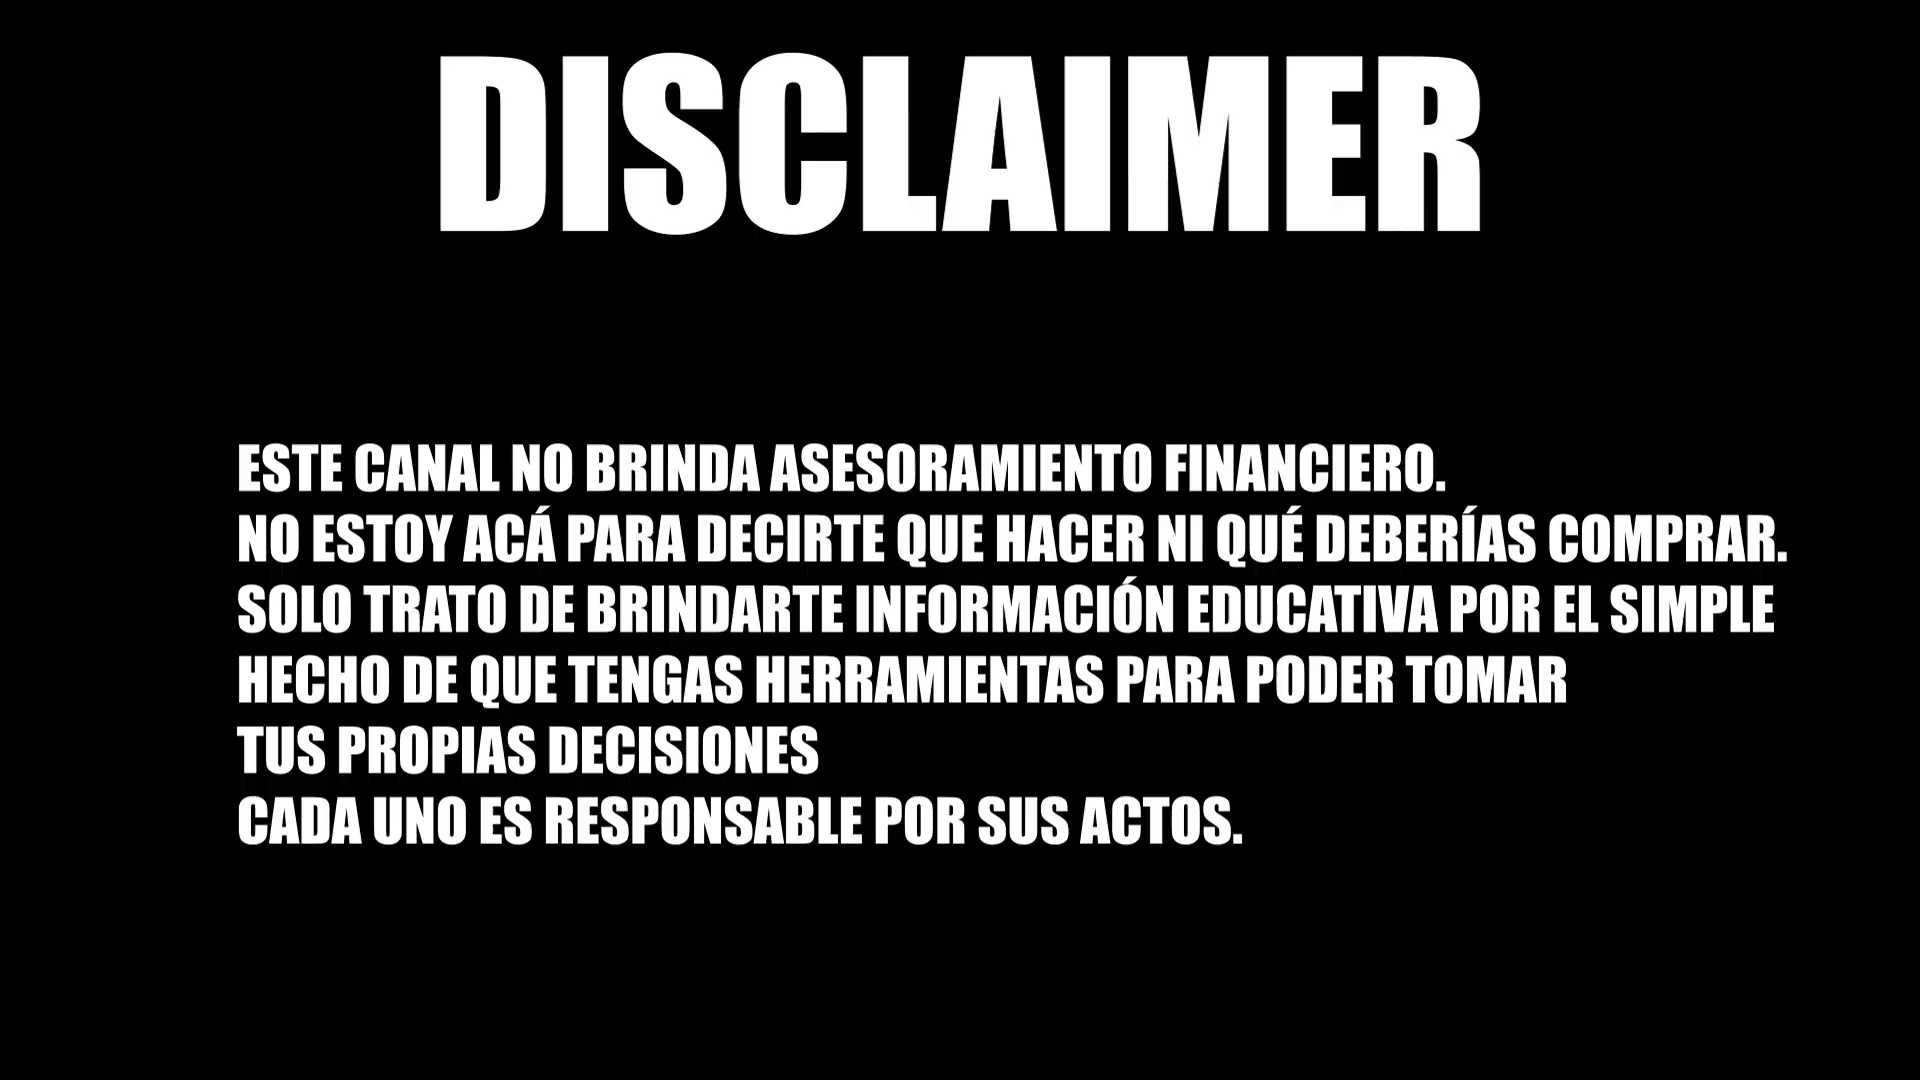 DISCLAIMER
ESTE CANAL NO BRINDA ASESORAMIENTO FINANCIERO.
NO ESTOY ACÁ PARA DECIRTE QUE HACER NI QUÉ DEBERÍAS COMPRAR.
SOLO TRATO DE BRINDARTE INFORMACIÓN EDUCATIVA POR EL SIMPLE
HECHO DE QUE TENGAS HERRAMIENTAS PARA PODER TOMAR
TUS PROPIAS DECISIONES
CADA UNO ES RESPONSABLE POR SUS ACTOS.